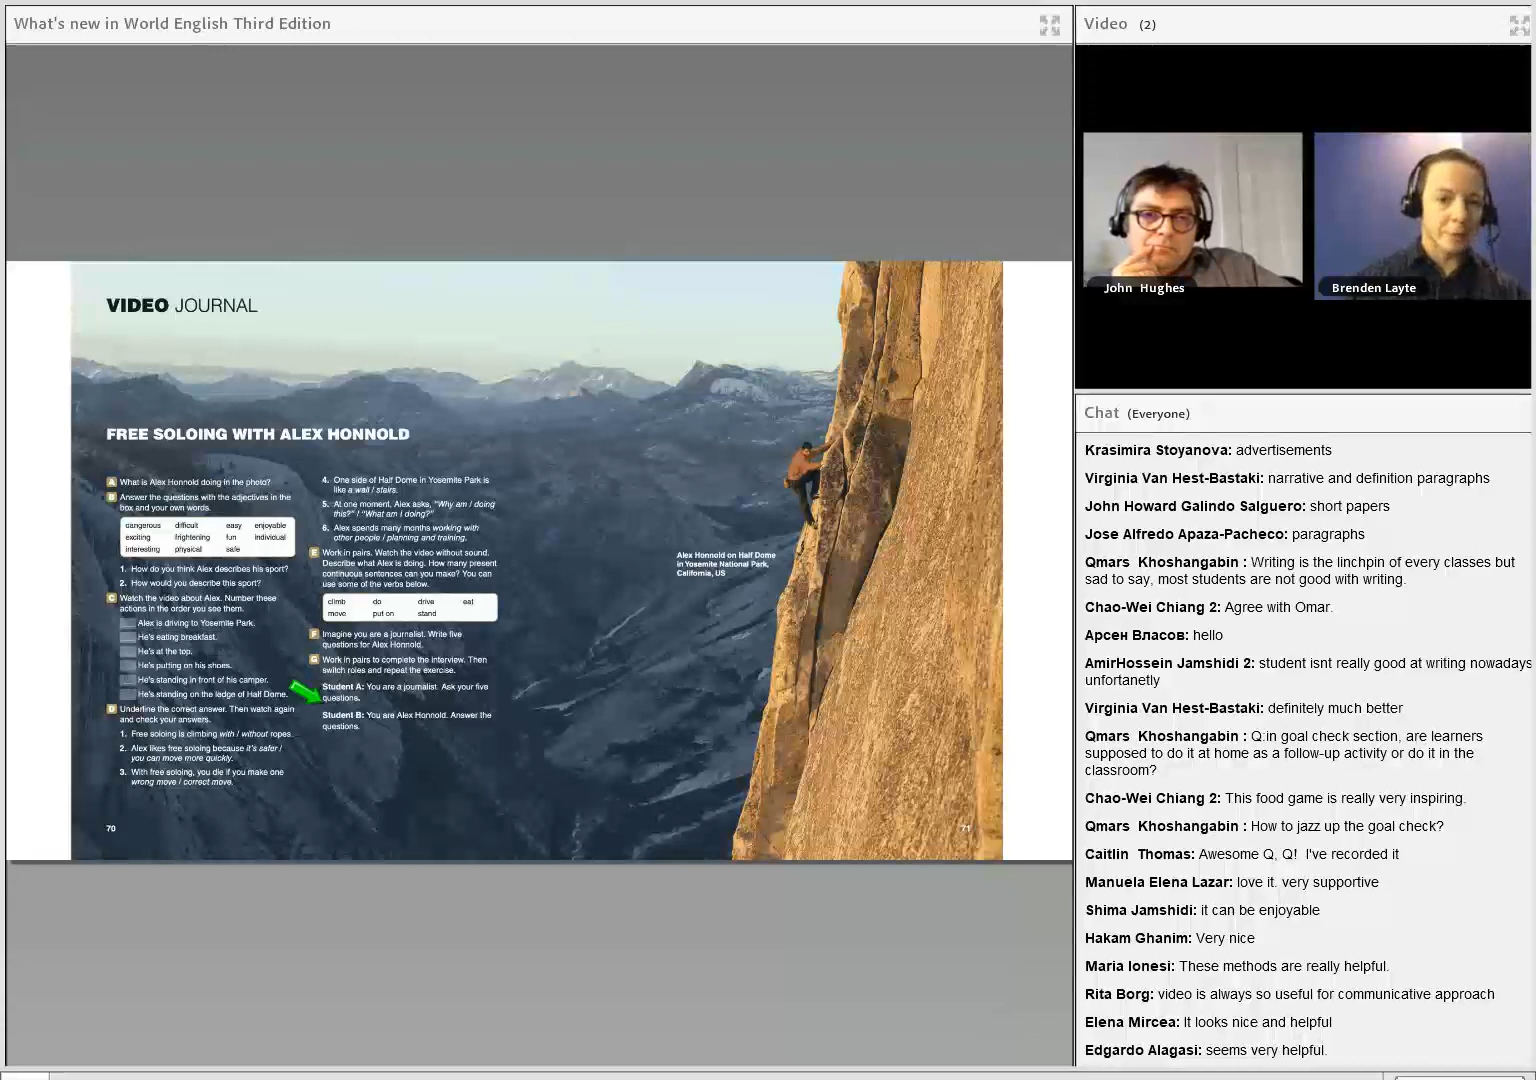 What's new in World English Third Edition
VIDEO JOURNAL
FREE SOLOING WITH ALEX HONNOLD
A What is Alex Honnold doing in the photo?
B Answer the questions with the adjectives in the
box and your own words.
dangerous difficult easy enjoyable
exciting frightening fun individual
interesting physical safe
1. How do you think Alex describes his sport?
2. How would you describe this sport?
C Watch the video about Alex. Number these
actions in the order you see them.
Alex is driving to Yosemite Park.
He's eating breakfast.
He's at the top.
He's putting on his shoes.
He's standing in front of his camper.
He's standing on the ledge of Half Dome.
D Underline the correct answer. Then watch again
and check your answers.
1. Free soloing is climbing with / without ropes.
2. Alex likes free soloing because it's safer /
you can move more quickly.
3. With free soloing, you die if you make one
wrong move / correct move.
4. One side of Half Dome in Yosemite Park is
like a wall / stairs.
5. At one moment, Alex asks, "Why am I doing
this?" / "What am I doing?"
6. Alex spends many months working with
other people / planning and training.
E Work in pairs. Watch the video without sound.
Describe what Alex is doing. How many present
continuous sentences can you make? You can
use some of the verbs below.
climb do drive eat
move put on stand
F Imagine you are a journalist. Write five
questions for Alex Honnold.
G Work in pairs to complete the interview. Then
switch roles and repeat the exercise.
Student A: You are a journalist. Ask your five
questions.
Student B: You are Alex Honnold. Answer the
questions.
Alex Honnold on Half Dome
in Yosemite National Park,
California, US
70
71
Video (2)
John Hughes
Brenden Layte
Chat (Everyone)
Krasimira Stoyanova: advertisements
Virginia Van Hest-Bastaki: narrative and definition paragraphs
John Howard Galindo Salguero: short papers
Jose Alfredo Apaza-Pacheco: paragraphs
Qmars Khoshangabin : Writing is the linchpin of every classes but
sad to say, most students are not good with writing.
Chao-Wei Chiang 2: Agree with Omar.
Арсен Власов: hello
AmirHossein Jamshidi 2: student isnt really good at writing nowadays
unfortanetly
Virginia Van Hest-Bastaki: definitely much better
Qmars Khoshangabin : Q:in goal check section, are learners
supposed to do it at home as a follow-up activity or do it in the
classroom?
Chao-Wei Chiang 2: This food game is really very inspiring.
Qmars Khoshangabin : How to jazz up the goal check?
Caitlin Thomas: Awesome Q, Q! I've recorded it
Manuela Elena Lazar: love it. very supportive
Shima Jamshidi: it can be enjoyable
Hakam Ghanim: Very nice
Maria Ionesi: These methods are really helpful.
Rita Borg: video is always so useful for communicative approach
Elena Mircea: It looks nice and helpful
Edgardo Alagasi: seems very helpful.